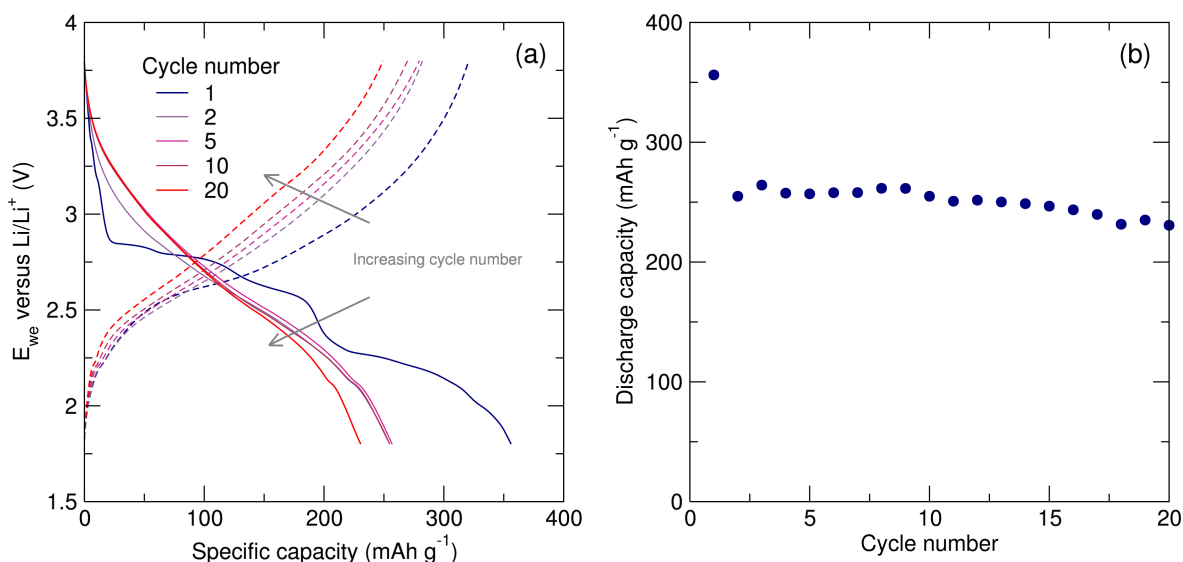 (a)
Cycle number
1
2
5
10
20
Increasing cycle number
4
3.5
3
2.5
2
1.5
E_we versus Li/Li⁺ (V)
0 100 200 300 400
Specific capacity (mAh g⁻¹)
(b)
400
300
200
100
0
Discharge capacity (mAh g⁻¹)
0 5 10 15 20
Cycle number